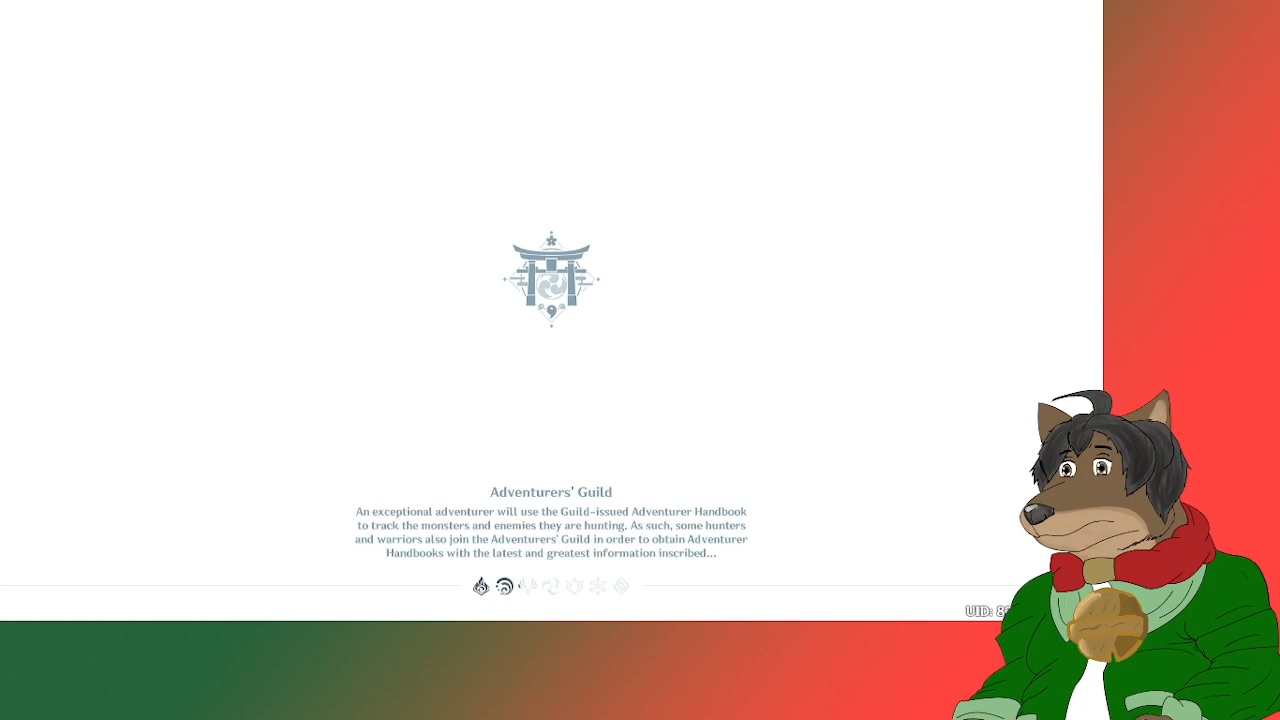 Adventurers' Guild
An exceptional adventurer will use the Guild-issued Adventurer Handbook
to track the monsters and enemies they are hunting. As such, some hunters
and warriors also join the Adventurers' Guild in order to obtain Adventurer
Handbooks with the latest and greatest information inscribed...
UID: 8